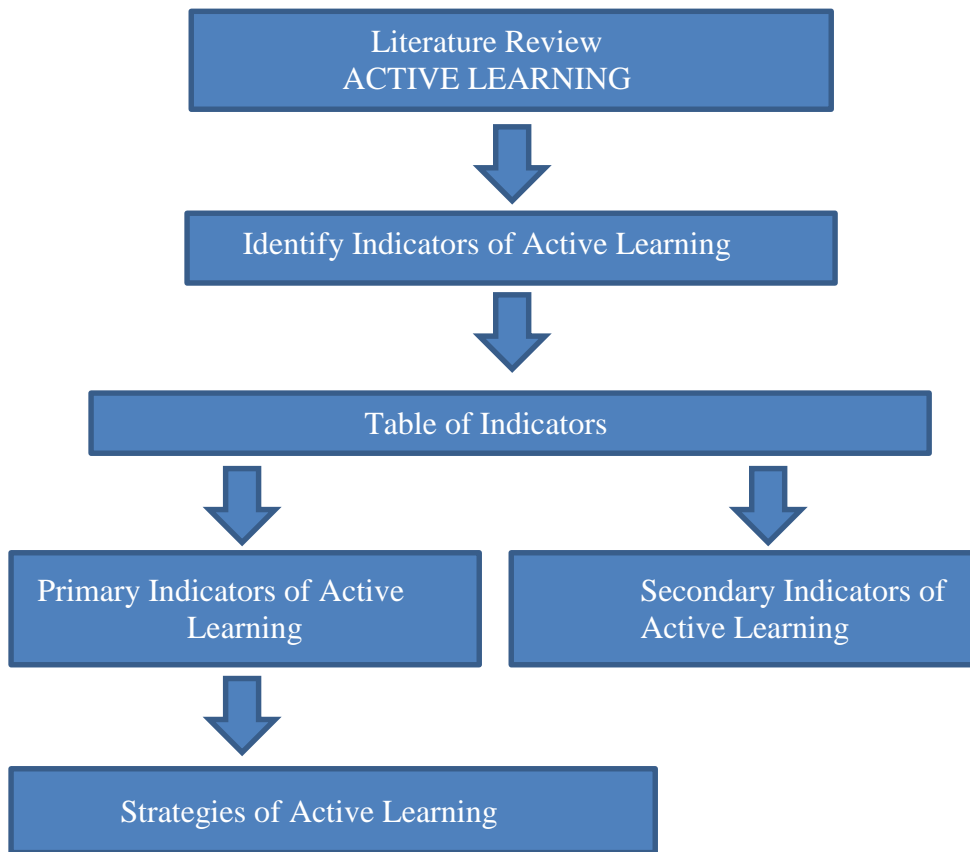 Literature Review
ACTIVE LEARNING
Identify Indicators of Active Learning
Table of Indicators
Primary Indicators of Active
Learning
Secondary Indicators of
Active Learning
Strategies of Active Learning